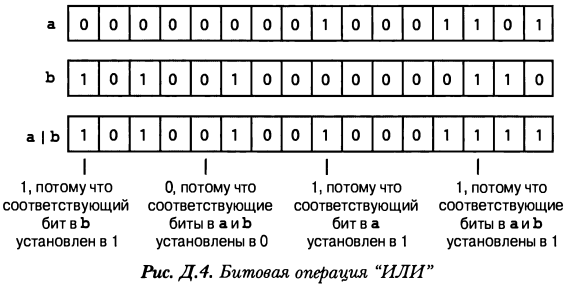 a 0 0 0 0 0 0 0 0 1 0 0 0 1 1 0 1
b 1 0 1 0 0 1 0 0 0 0 0 0 0 1 1 0
a | b 1 0 1 0 0 1 0 0 1 0 0 0 1 1 1 1
1, потому что
соответствующий
бит в b
установлен в 1
0, потому что
соответствующие
биты в a и b
установлены в 0
1, потому что
соответствующий
бит в a
установлен в 1
1, потому что
соответствующие
биты в a и b
установлены в 1
Рис. Д.4. Битовая операция “ИЛИ”